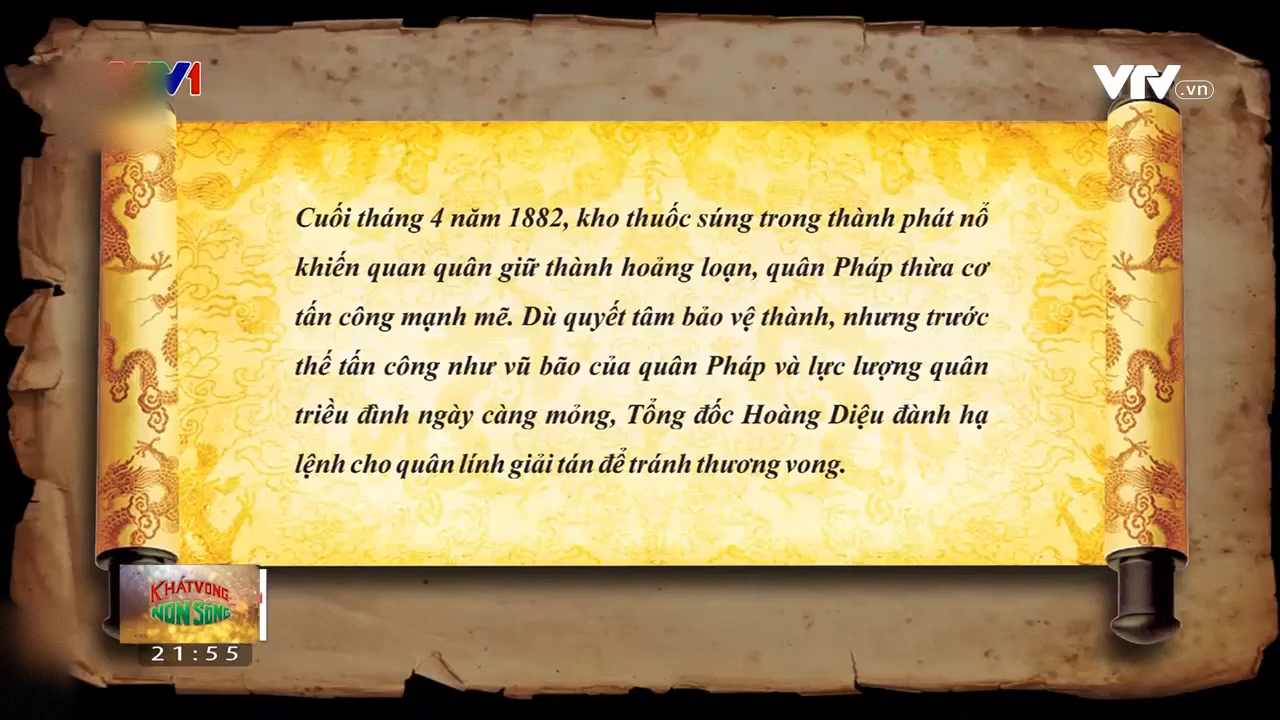 VTV1
VTV.vn
Cuối tháng 4 năm 1882, kho thuốc súng trong thành phát nổ
khiến quan quân giữ thành hoảng loạn, quân Pháp thừa cơ
tấn công mạnh mẽ. Dù quyết tâm bảo vệ thành, nhưng trước
thế tấn công như vũ bão của quân Pháp và lực lượng quân
triều đình ngày càng mỏng, Tổng đốc Hoàng Diệu đành hạ
lệnh cho quân lính giải tán để tránh thương vong.
KHÁT VỌNG
NON SÔNG
21:55